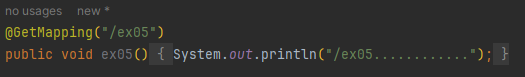 no usages   new *
@GetMapping("/ex05")
public void ex05() { System.out.println("/ex05............"); }